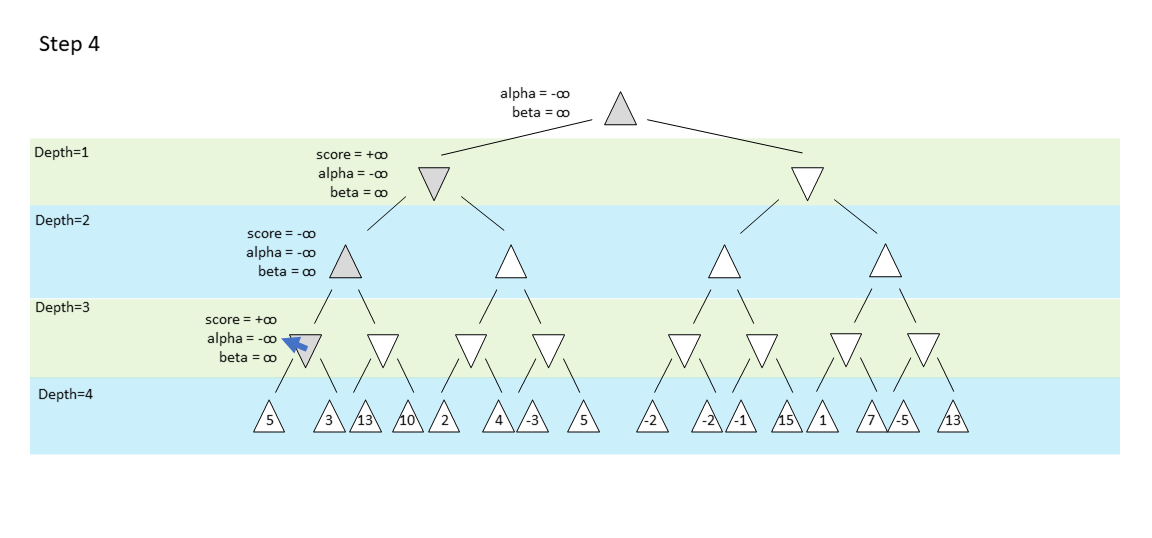 Step 4
alpha = -∞
beta = ∞
Depth=1
score = +∞
alpha = -∞
beta = ∞
Depth=2
score = -∞
alpha = -∞
beta = ∞
Depth=3
score = +∞
alpha = -∞
beta = ∞
Depth=4
5 3 13 10 2 4 -3 5 -2 -2 -1 15 1 7 -5 13